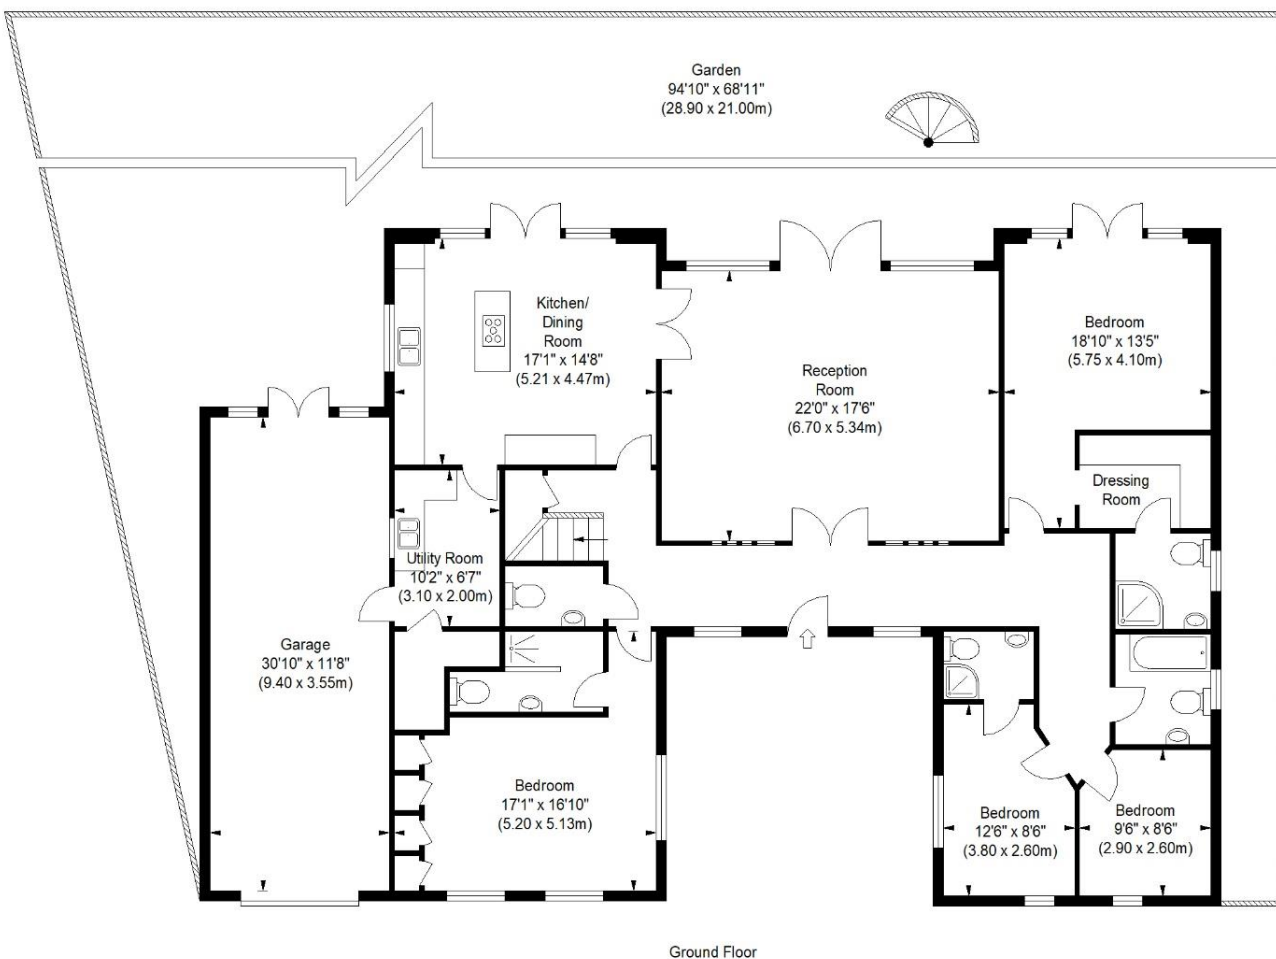 Garden
94'10" x 68'11"
(28.90 x 21.00m)
Kitchen/
Dining
Room
17'1" x 14'8"
(5.21 x 4.47m)
Reception
Room
22'0" x 17'6"
(6.70 x 5.34m)
Bedroom
18'10" x 13'5"
(5.75 x 4.10m)
Dressing
Room
Utility Room
10'2" x 6'7"
(3.10 x 2.00m)
Garage
30'10" x 11'8"
(9.40 x 3.55m)
Bedroom
17'1" x 16'10"
(5.20 x 5.13m)
Bedroom
12'6" x 8'6"
(3.80 x 2.60m)
Bedroom
9'6" x 8'6"
(2.90 x 2.60m)
Ground Floor